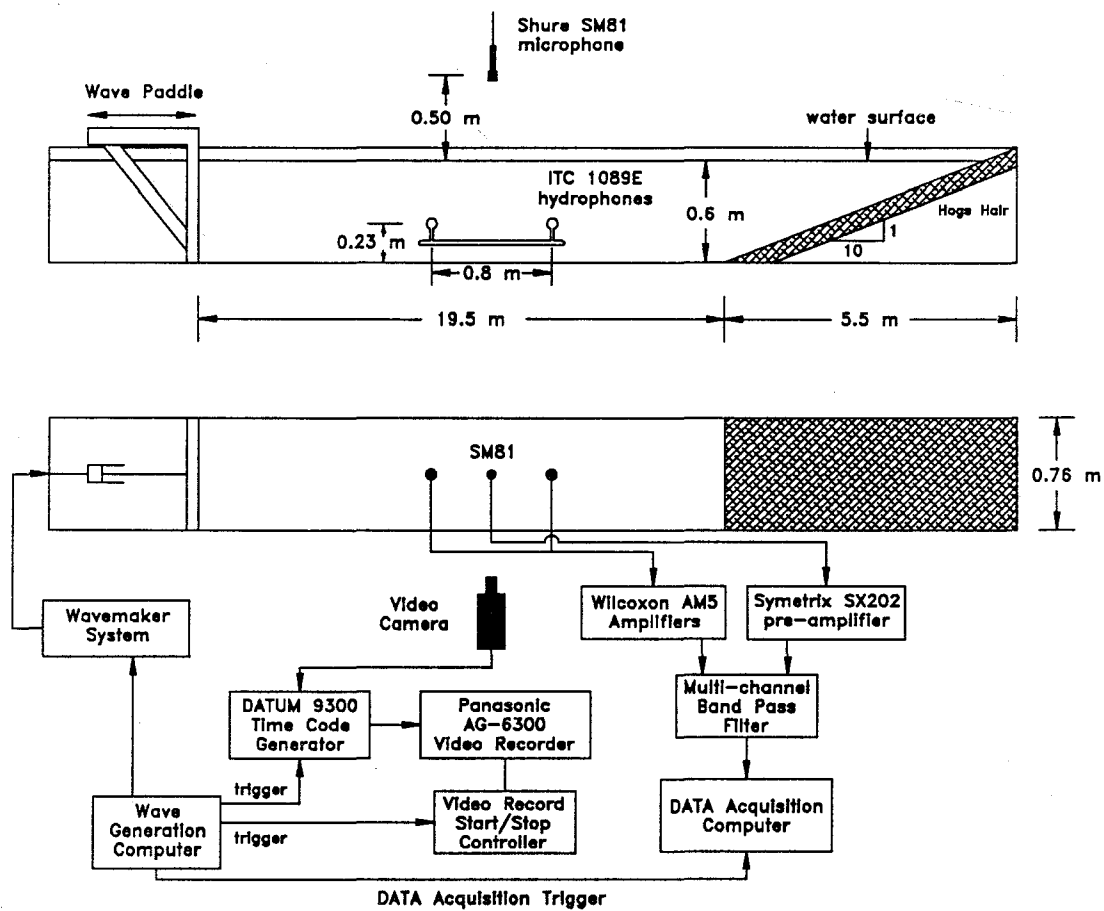 Shure SM81
microphone
Wave Paddle
0.50 m
water surface
ITC 1089E
hydrophones
0.6 m
Hogs Hair
0.23 m
1
10
0.8 m
19.5 m
5.5 m
SM81
0.76 m
Wavemaker
System
Video
Camera
Wilcoxon AM5
Amplifiers
Symetrix SX202
pre-amplifier
DATUM 9300
Time Code
Generator
Panasonic
AG-6300
Video Recorder
Multi-channel
Band Pass
Filter
trigger
Wave
Generation
Computer
trigger
Video Record
Start/Stop
Controller
DATA Acquisition
Computer
DATA Acquisition Trigger